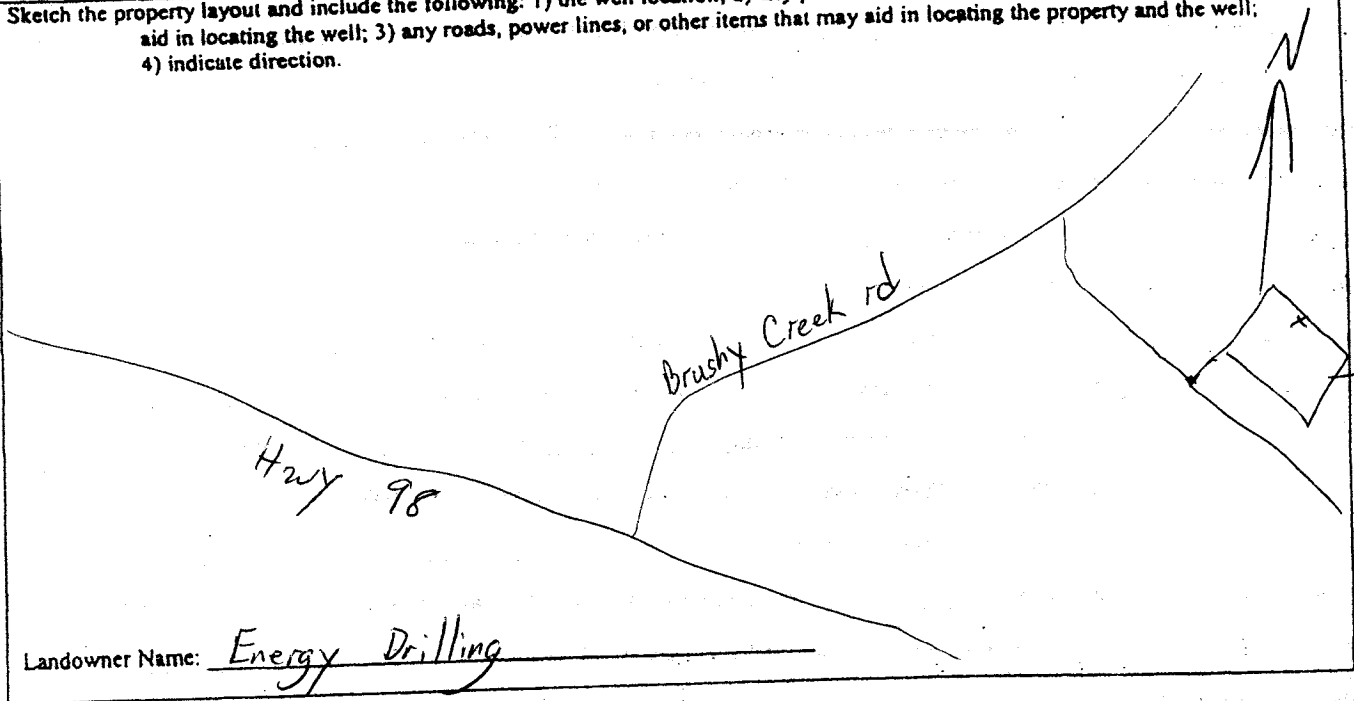 Sketch the property layout and include the following: 1) the well location;
aid in locating the well; 3) any roads, power lines, or other items that may aid in locating the property and the well;
4) indicate direction.
N
Brushy Creek rd
Hwy 98
Landowner Name: Energy Drilling